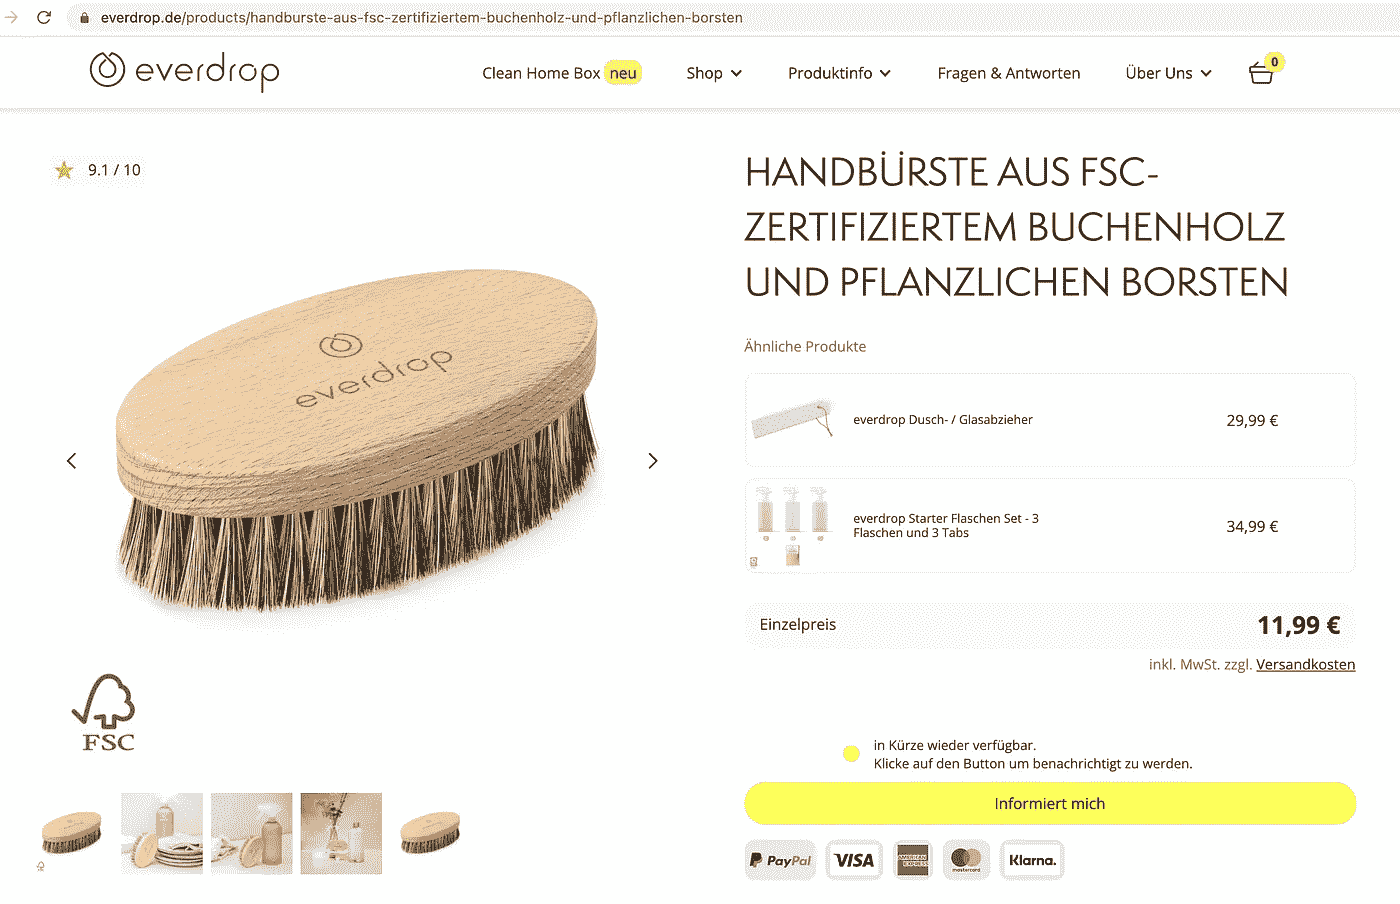 everdrop.de/products/handburste-aus-fsc-zertifiziertem-buchenholz-und-pflanzlichen-borsten
everdrop
Clean Home Box neu
Shop
Produktinfo
Fragen & Antworten
Über Uns
0
9.1 / 10
HANDBÜRSTE AUS FSC-
ZERTIFIZIERTEM BUCHENHOLZ
UND PFLANZLICHEN BORSTEN
everdrop
FSC
Ähnliche Produkte
everdrop Dusch- / Glasabzieher
29,99 €
everdrop Starter Flaschen Set - 3
Flaschen und 3 Tabs
34,99 €
Einzelpreis
11,99 €
inkl. MwSt. zzgl. Versandkosten
in Kürze wieder verfügbar.
Klicke auf den Button um benachrichtigt zu werden.
Informiert mich
PayPal
VISA
AMERICAN EXPRESS
mastercard
Klarna.